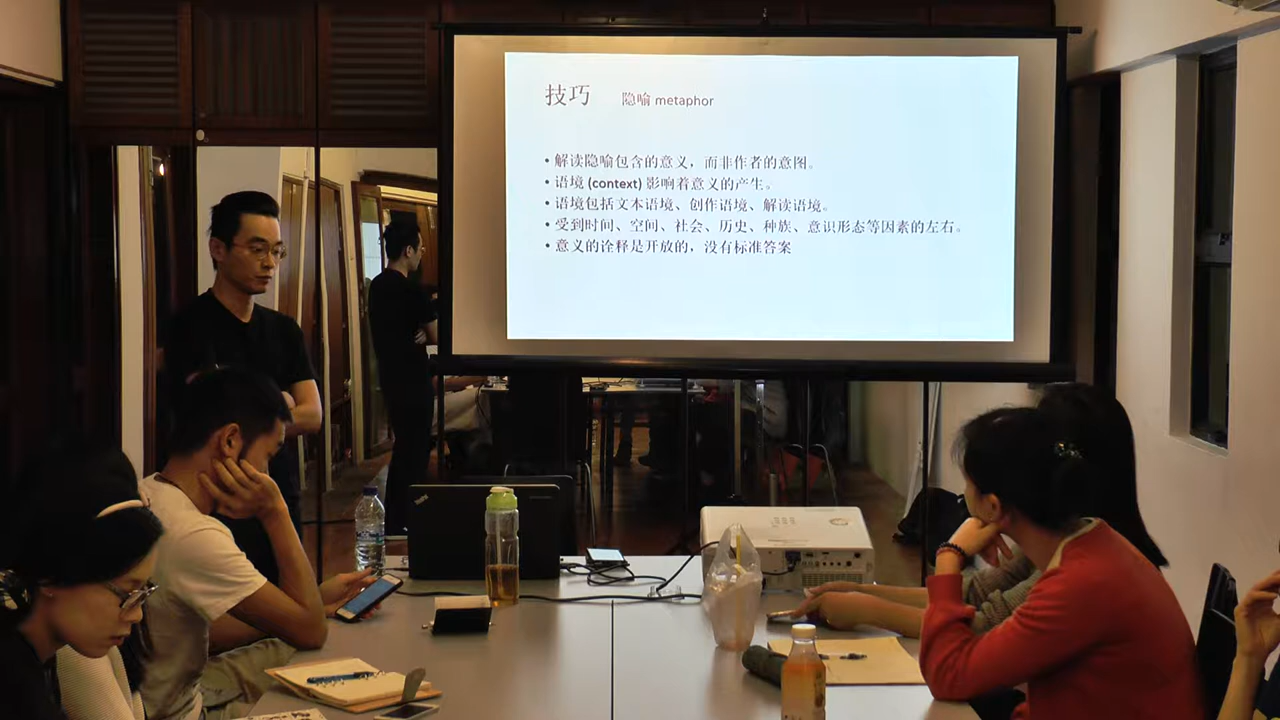 技巧 隐喻 metaphor
• 解读隐喻包含的意义，而非作者的意图。
• 语境 (context) 影响着意义的产生。
• 语境包括文本语境、创作语境、解读语境。
• 受到时间、空间、社会、历史、种族、意识形态等因素的左右。
• 意义的诠释是开放的，没有标准答案
ThinkPad